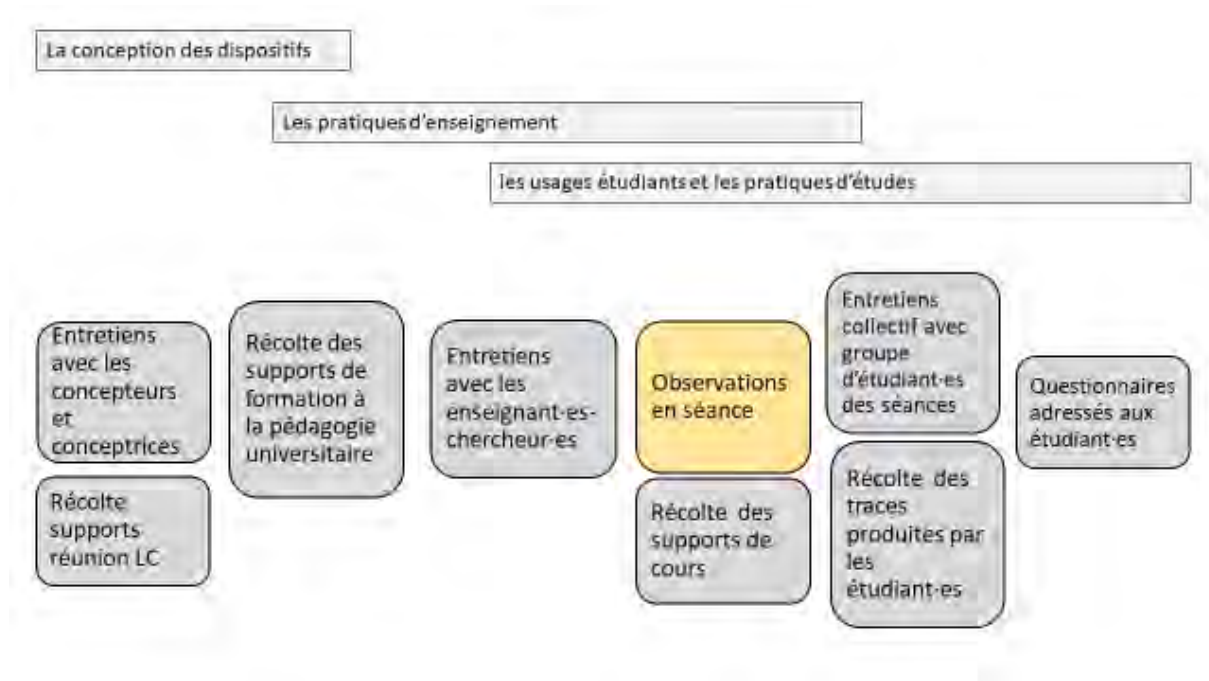 La conception des dispositifs
Les pratiques d'enseignement
les usages étudiants et les pratiques d'études
Entretiens
avec les
concepteurs
et
conceptrices
Récolte
supports
réunion LC
Récolte des
supports de
formation à
la pédagogie
universitaire
Entretiens
avec les
enseignant·es-
chercheur·es
Observations
en séance
Récolte des
supports de
cours
Entretiens
collectif avec
groupe
d'étudiant·es
des séances
Récolte des
traces
produites par
les
étudiant·es
Questionnaires
adressés aux
étudiant·es